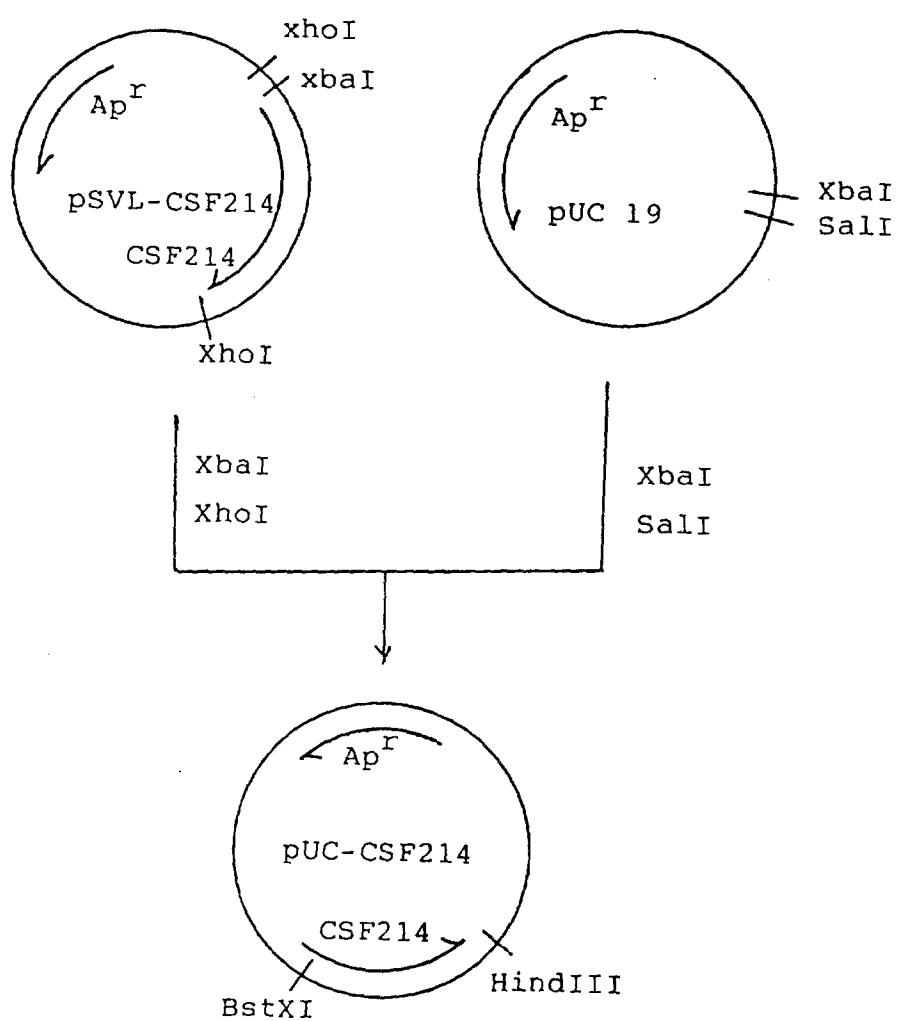 xhoI
xbaI
Apr
pSVL-CSF214
CSF214
XhoI
Apr
XbaI
pUC 19
SalI
XbaI
XhoI
XbaI
SalI
Apr
pUC-CSF214
CSF214
HindIII
BstXI